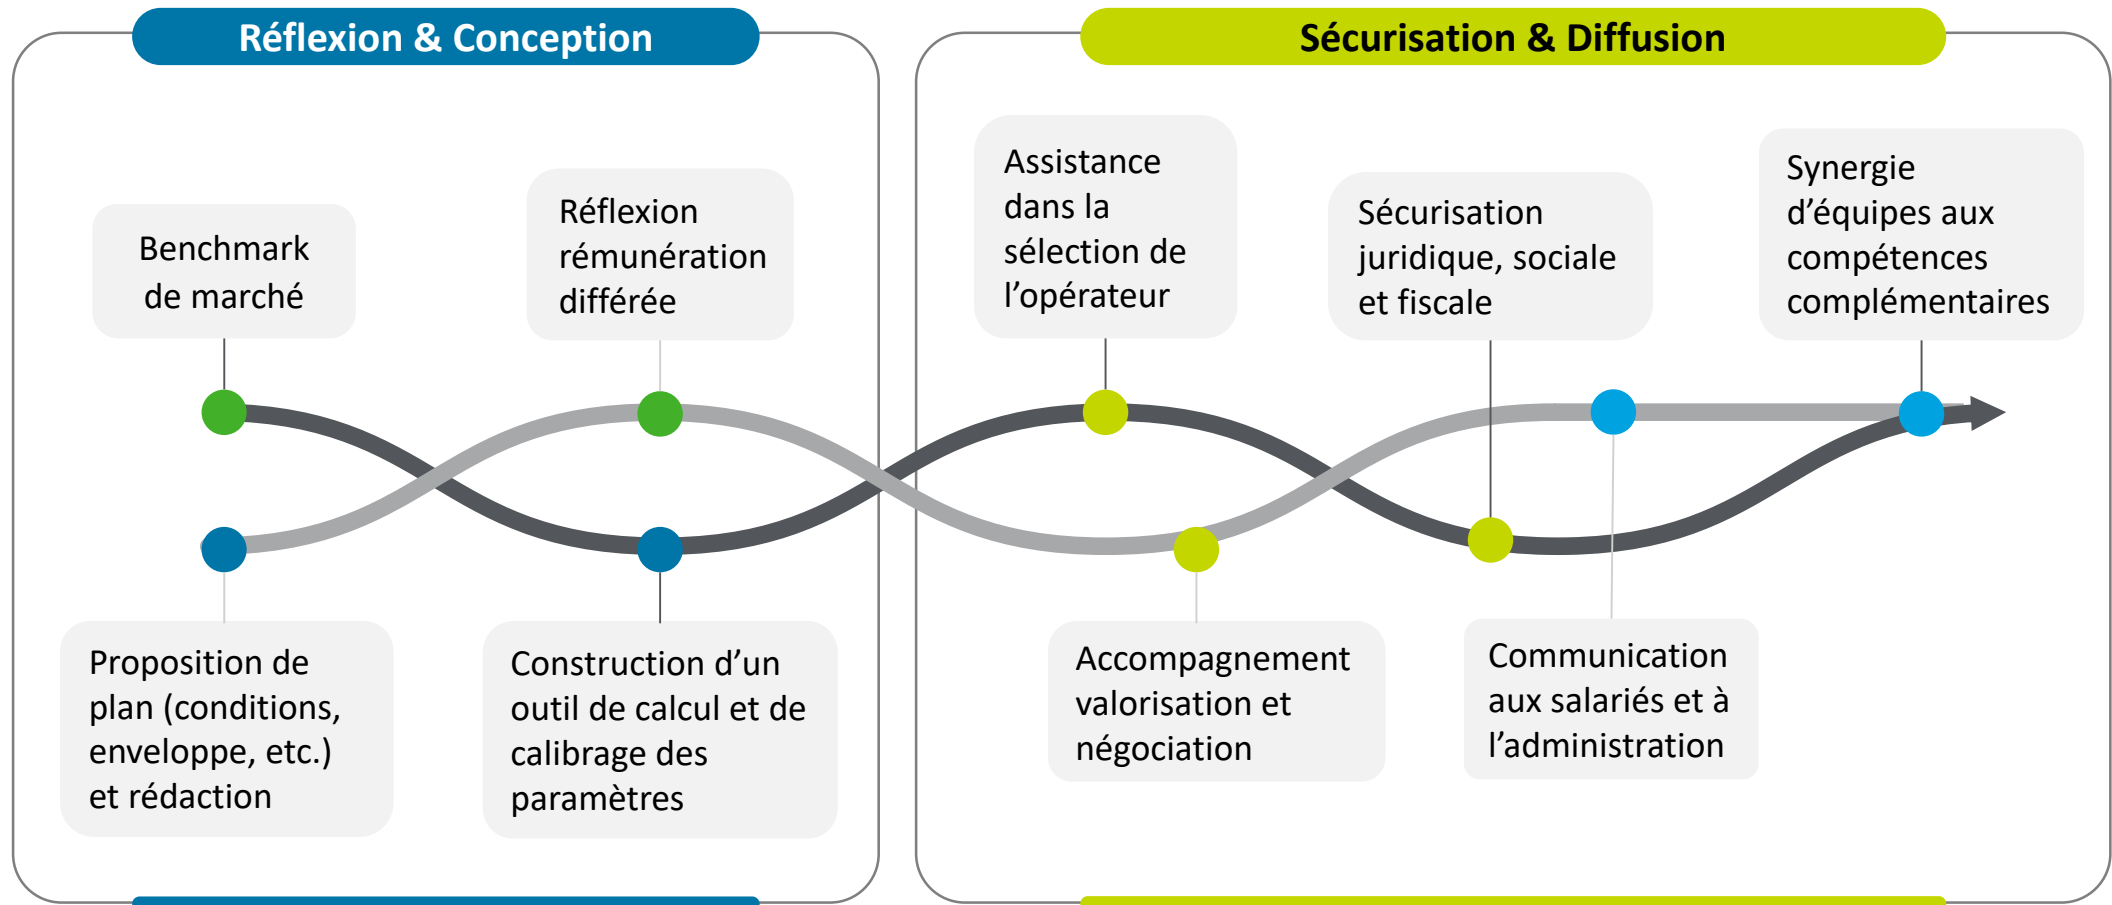 Réflexion & Conception
Benchmark
de marché
Réflexion
rémunération
différée
Proposition de
plan (conditions,
enveloppe, etc.)
et rédaction
Construction d’un
outil de calcul et de
calibrage des
paramètres
Sécurisation & Diffusion
Assistance
dans la
sélection de
l’opérateur
Sécurisation
juridique, sociale
et fiscale
Synergie
d’équipes aux
compétences
complémentaires
Accompagnement
valorisation et
négociation
Communication
aux salariés et à
l’administration